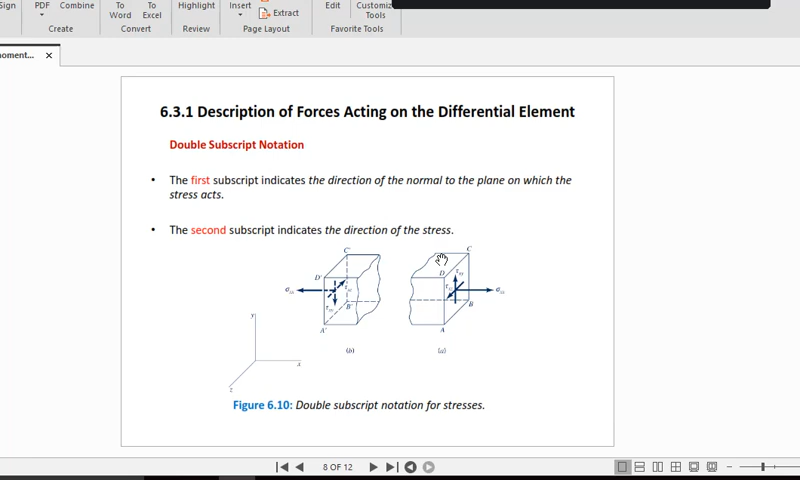 Sign
PDF
Combine
To Word
To Excel
Highlight
Insert
Extract
Edit
Customiz
Tools
Create
Convert
Review
Page Layout
Favorite Tools
noment...
6.3.1 Description of Forces Acting on the Differential Element
Double Subscript Notation
• The first subscript indicates the direction of the normal to the plane on which the
stress acts.
• The second subscript indicates the direction of the stress.
C'
D'
B'
A'
(b)
C
D
B
A
(a)
y
x
z
Figure 6.10: Double subscript notation for stresses.
8 OF 12